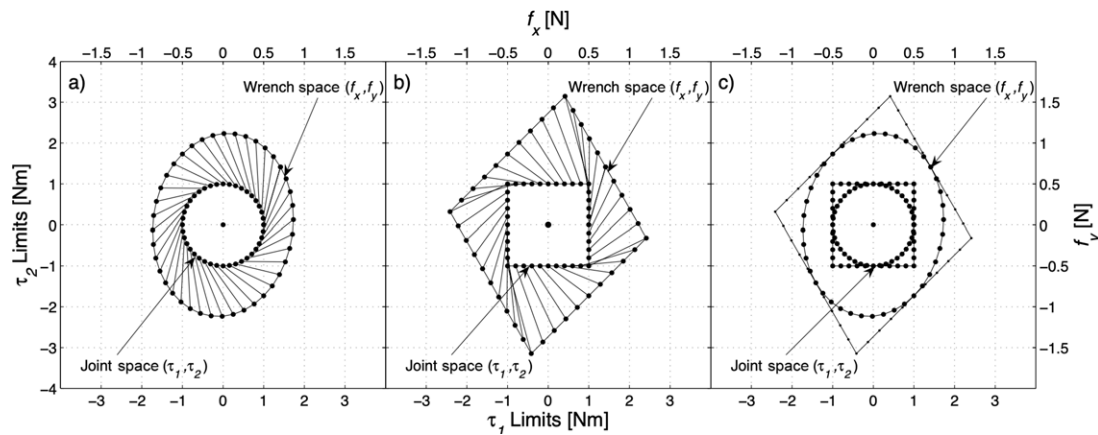 f_x [N]
−1.5 −1 −0.5 0 0.5 1 1.5 −1.5 −1 −0.5 0 0.5 1 1.5 −1.5 −1 −0.5 0 0.5 1 1.5
a) b) c)
Wrench space (f_x,f_y) Wrench space (f_x,f_y) Wrench space (f_x,f_y)
τ_2 Limits [Nm]
4
3
2
1
0
−1
−2
−3
−4
1.5
1
0.5
0
−0.5
−1
−1.5
f_y [N]
Joint space (τ_1,τ_2) Joint space (τ_1,τ_2) Joint space (τ_1,τ_2)
−3 −2 −1 0 1 2 3 −3 −2 −1 0 1 2 3 −3 −2 −1 0 1 2 3
τ_1 Limits [Nm]